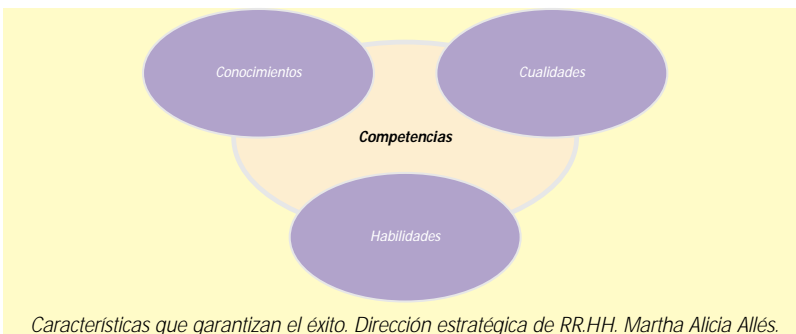 Conocimientos
Cualidades
Competencias
Habilidades
Características que garantizan el éxito. Dirección estratégica de RR.HH. Martha Alicia Allés.